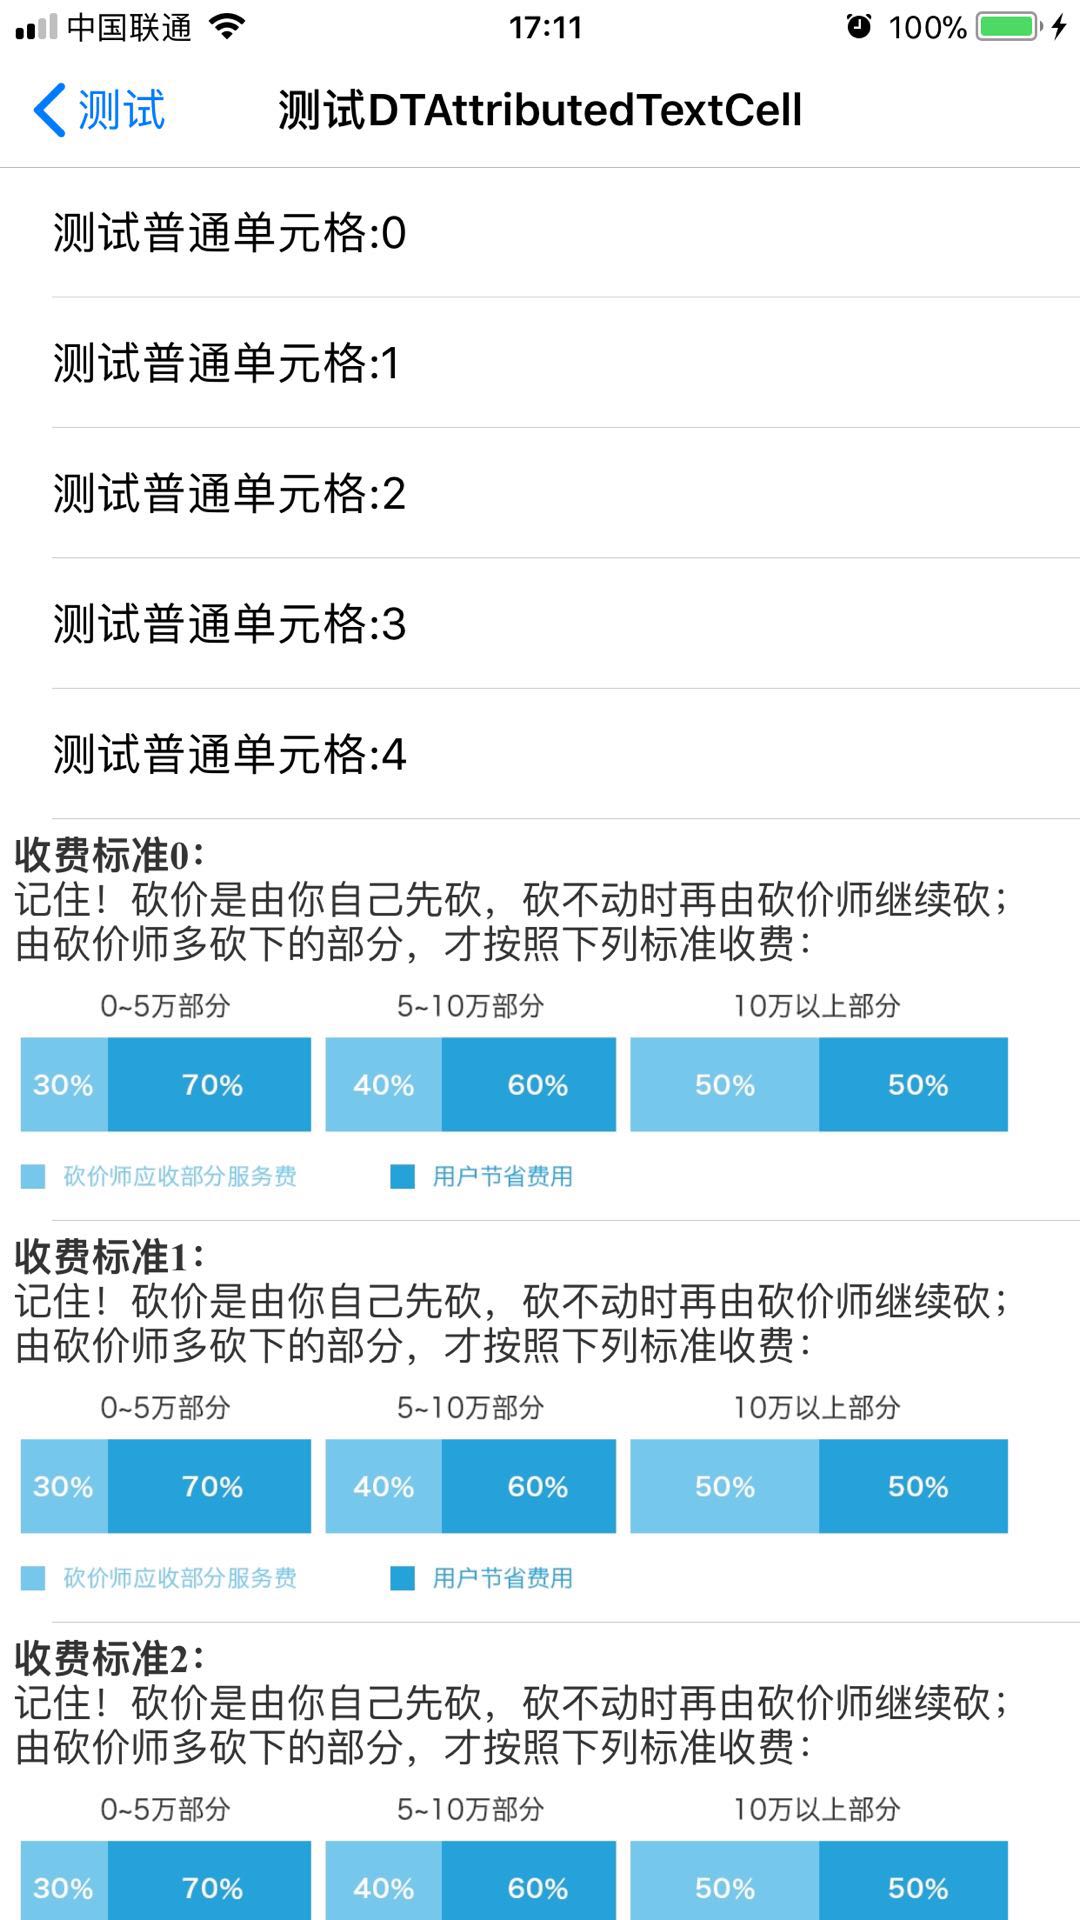 中国联通 17:11 100%
测试 测试DTAttributedTextCell
测试普通单元格:0
测试普通单元格:1
测试普通单元格:2
测试普通单元格:3
测试普通单元格:4
收费标准0：
记住！砍价是由你自己先砍，砍不动时再由砍价师继续砍；
由砍价师多砍下的部分，才按照下列标准收费：
0~5万部分 5~10万部分 10万以上部分
30% 70% 40% 60% 50% 50%
砍价师应收部分服务费 用户节省费用
收费标准1：
记住！砍价是由你自己先砍，砍不动时再由砍价师继续砍；
由砍价师多砍下的部分，才按照下列标准收费：
0~5万部分 5~10万部分 10万以上部分
30% 70% 40% 60% 50% 50%
砍价师应收部分服务费 用户节省费用
收费标准2：
记住！砍价是由你自己先砍，砍不动时再由砍价师继续砍；
由砍价师多砍下的部分，才按照下列标准收费：
0~5万部分 5~10万部分 10万以上部分
30% 70% 40% 60% 50% 50%